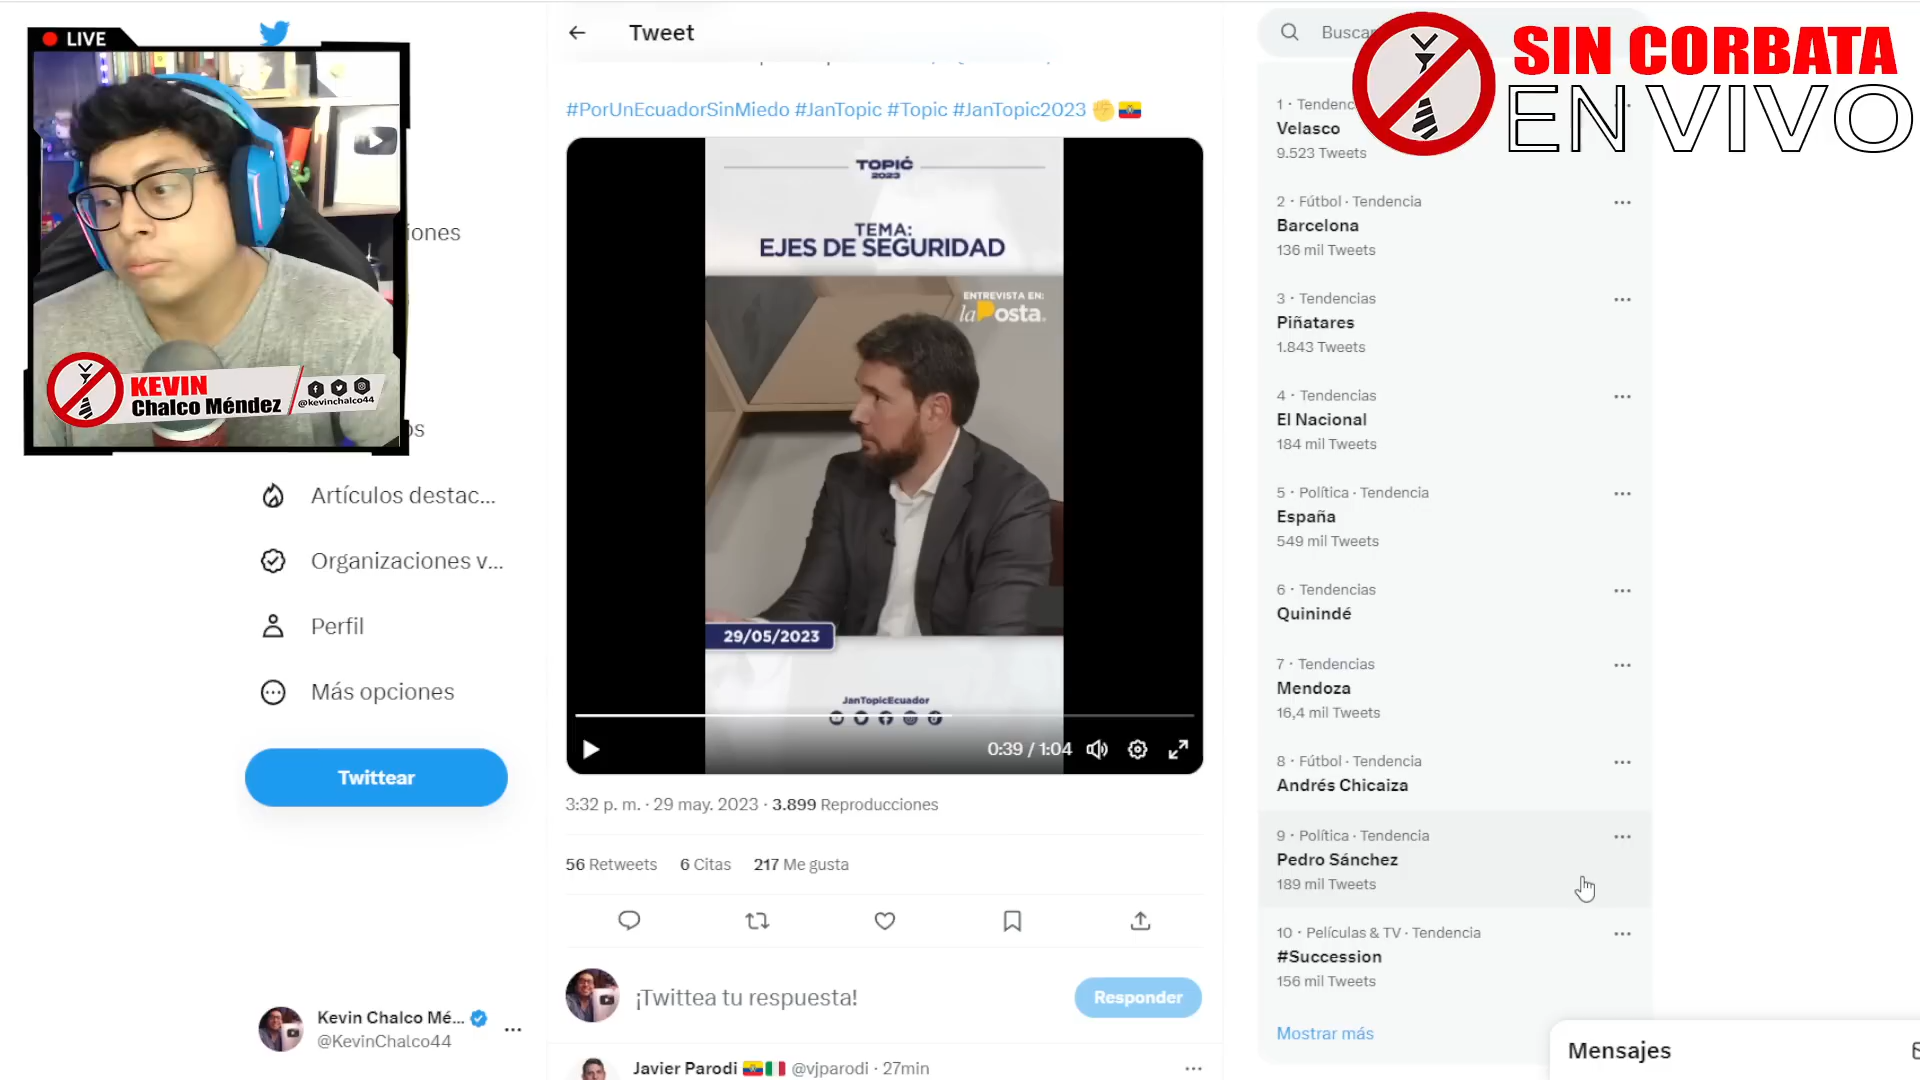 LIVE
KEVIN
Chalco Méndez
@kevinchalco44
iones
os
Artículos destac...
Organizaciones v...
Perfil
Más opciones
Twittear
Kevin Chalco Mé...
@KevinChalco44
Tweet
#PorUnEcuadorSinMiedo #JanTopic #Topic #JanTopic2023
TOPIĆ
2023
TEMA:
EJES DE SEGURIDAD
ENTREVISTA EN:
la Posta.
29/05/2023
JanTopicEcuador
0:39 / 1:04
3:32 p. m. · 29 may. 2023 · 3.899 Reproducciones
56 Retweets 6 Citas 217 Me gusta
¡Twittea tu respuesta!
Responder
Javier Parodi @vjparodi · 27min
Busca
SIN CORBATA
EN VIVO
1 · Tendenc
Velasco
9.523 Tweets
2 · Fútbol · Tendencia
Barcelona
136 mil Tweets
3 · Tendencias
Piñatares
1.843 Tweets
4 · Tendencias
El Nacional
184 mil Tweets
5 · Política · Tendencia
España
549 mil Tweets
6 · Tendencias
Quinindé
7 · Tendencias
Mendoza
16,4 mil Tweets
8 · Fútbol · Tendencia
Andrés Chicaiza
9 · Política · Tendencia
Pedro Sánchez
189 mil Tweets
10 · Películas & TV · Tendencia
#Succession
156 mil Tweets
Mostrar más
Mensajes